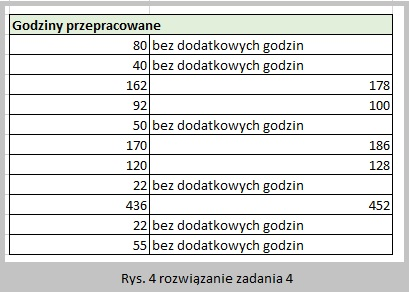 Godziny przepracowane
80 bez dodatkowych godzin
40 bez dodatkowych godzin
162 178
92 100
50 bez dodatkowych godzin
170 186
120 128
22 bez dodatkowych godzin
436 452
22 bez dodatkowych godzin
55 bez dodatkowych godzin
Rys. 4 rozwiązanie zadania 4